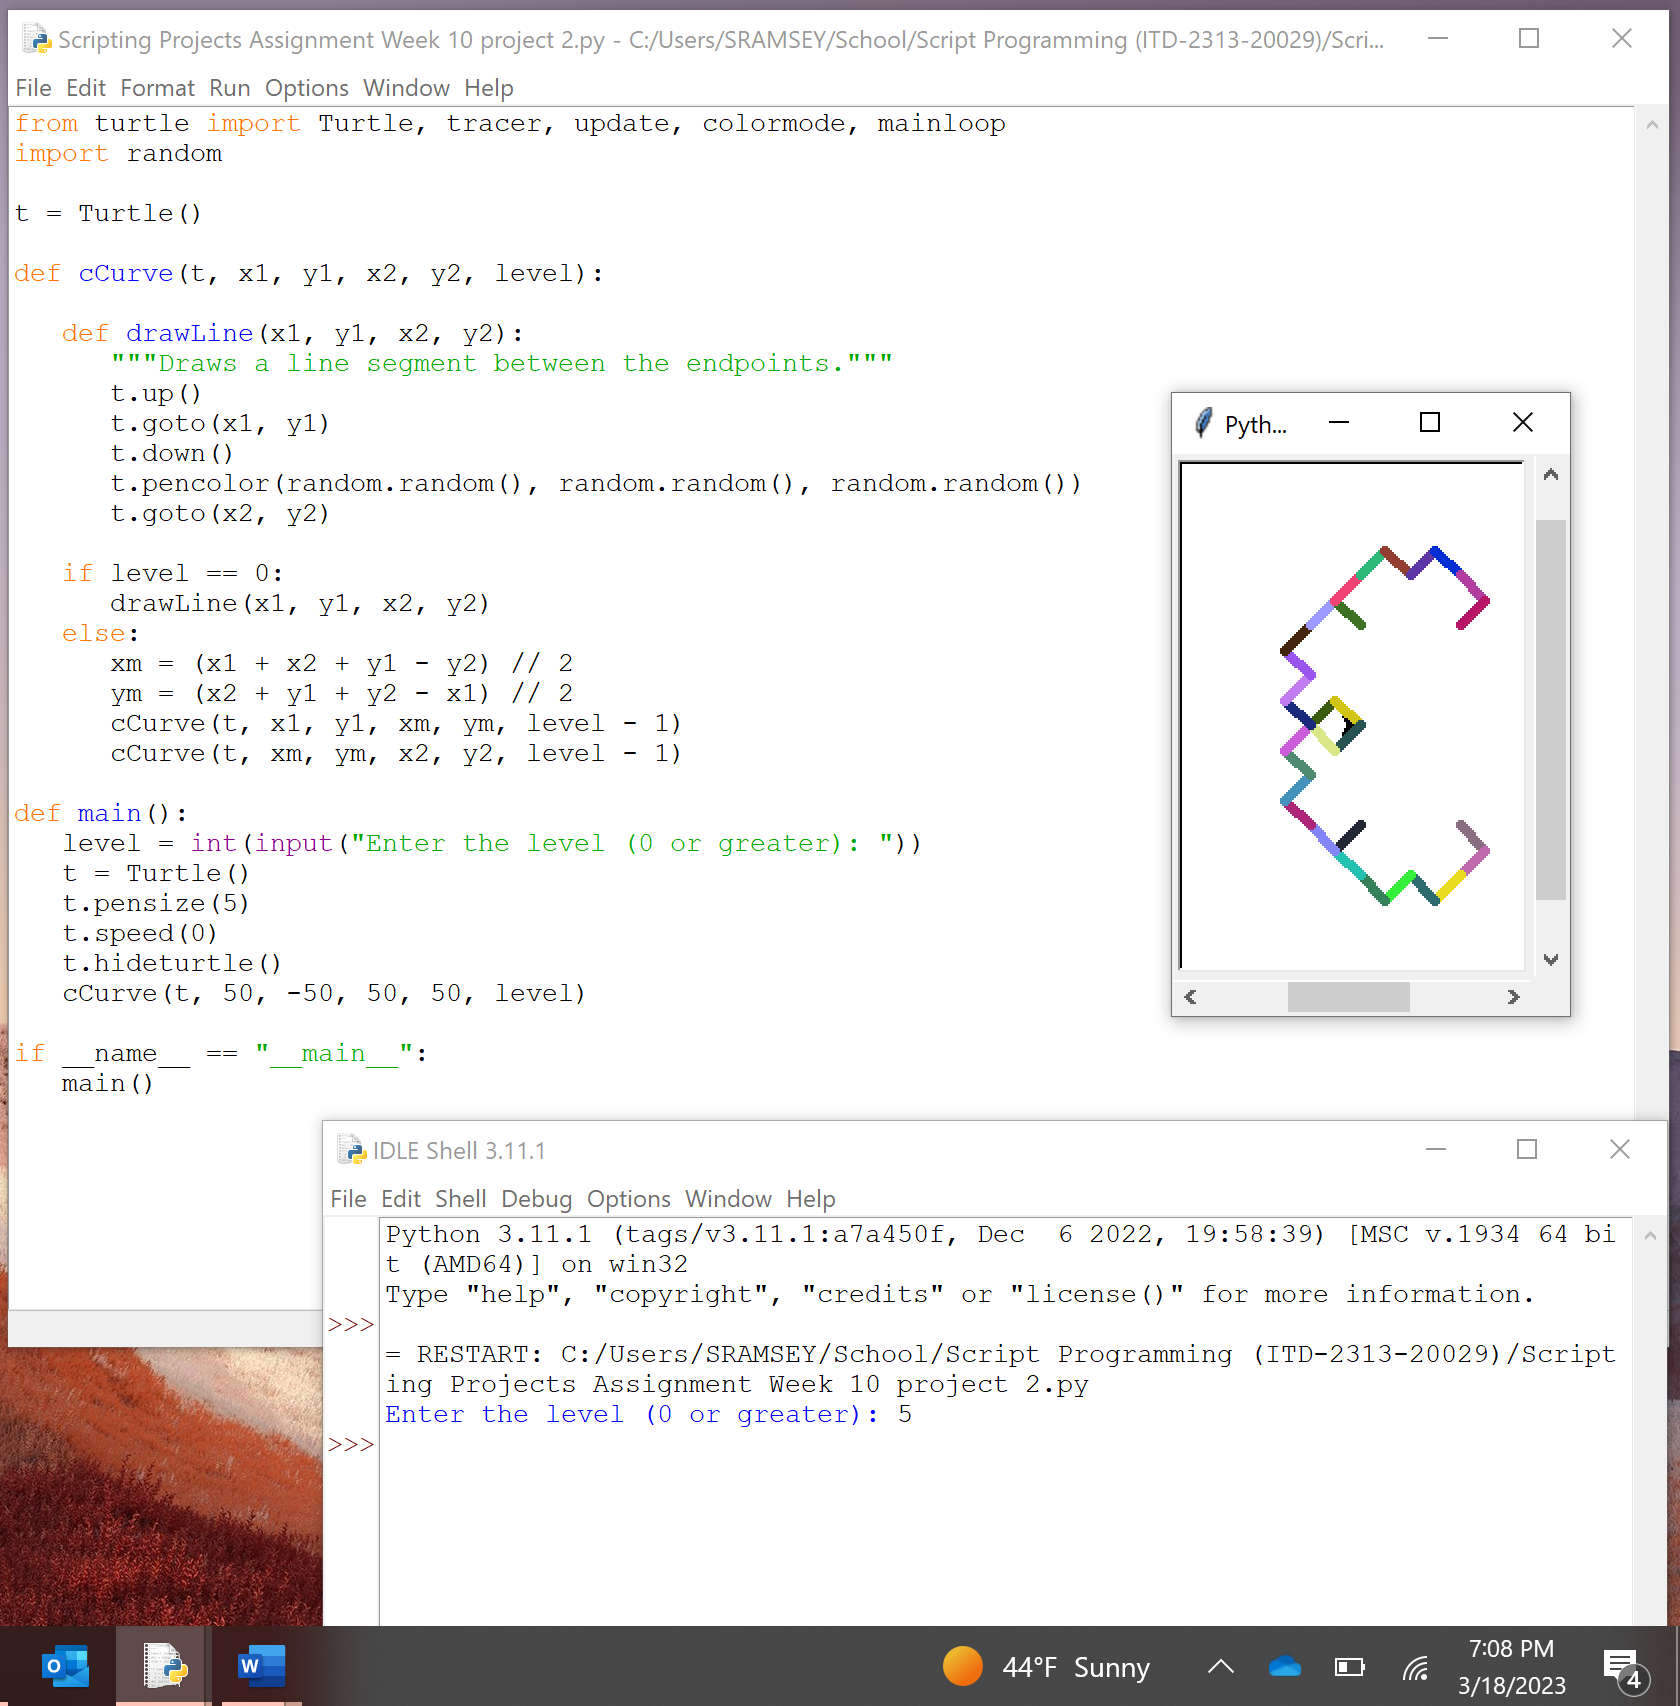 Scripting Projects Assignment Week 10 project 2.py - C:/Users/SRAMSEY/School/Script Programming (ITD-2313-20029)/Scri...
File Edit Format Run Options Window Help
from turtle import Turtle, tracer, update, colormode, mainloop
import random
t = Turtle()
def cCurve(t, x1, y1, x2, y2, level):
   def drawLine(x1, y1, x2, y2):
      """Draws a line segment between the endpoints."""
      t.up()
      t.goto(x1, y1)
      t.down()
      t.pencolor(random.random(), random.random(), random.random())
      t.goto(x2, y2)
   if level == 0:
      drawLine(x1, y1, x2, y2)
   else:
      xm = (x1 + x2 + y1 - y2) // 2
      ym = (x2 + y1 + y2 - x1) // 2
      cCurve(t, x1, y1, xm, ym, level - 1)
      cCurve(t, xm, ym, x2, y2, level - 1)
def main():
   level = int(input("Enter the level (0 or greater): "))
   t = Turtle()
   t.pensize(5)
   t.speed(0)
   t.hideturtle()
   cCurve(t, 50, -50, 50, 50, level)
if __name__ == "__main__":
   main()
Pyth...
IDLE Shell 3.11.1
File Edit Shell Debug Options Window Help
Python 3.11.1 (tags/v3.11.1:a7a450f, Dec  6 2022, 19:58:39) [MSC v.1934 64 bi
t (AMD64)] on win32
Type "help", "copyright", "credits" or "license()" for more information.
>>>
= RESTART: C:/Users/SRAMSEY/School/Script Programming (ITD-2313-20029)/Script
ing Projects Assignment Week 10 project 2.py
Enter the level (0 or greater): 5
>>>
O
W
44°F Sunny
7:08 PM
3/18/2023
4